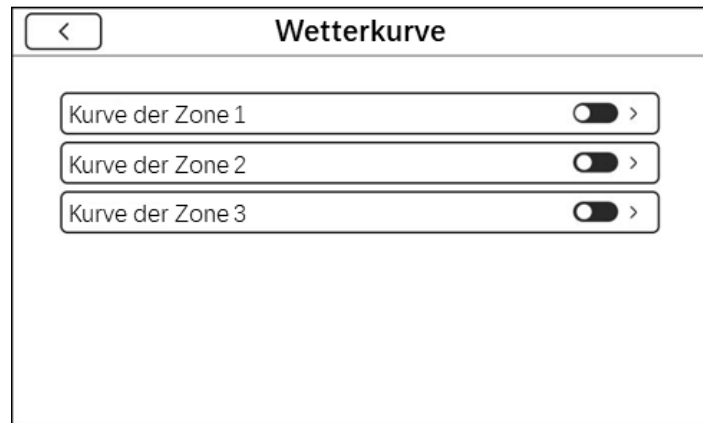 Wetterkurve
Kurve der Zone 1
Kurve der Zone 2
Kurve der Zone 3